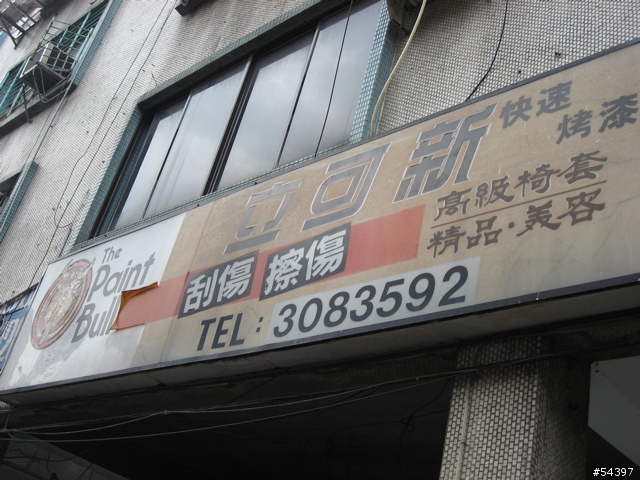 The
Paint
Bull
立可新
快速
烤漆
刮傷 擦傷
高級椅套
精品·美容
TEL:3083592
#54397